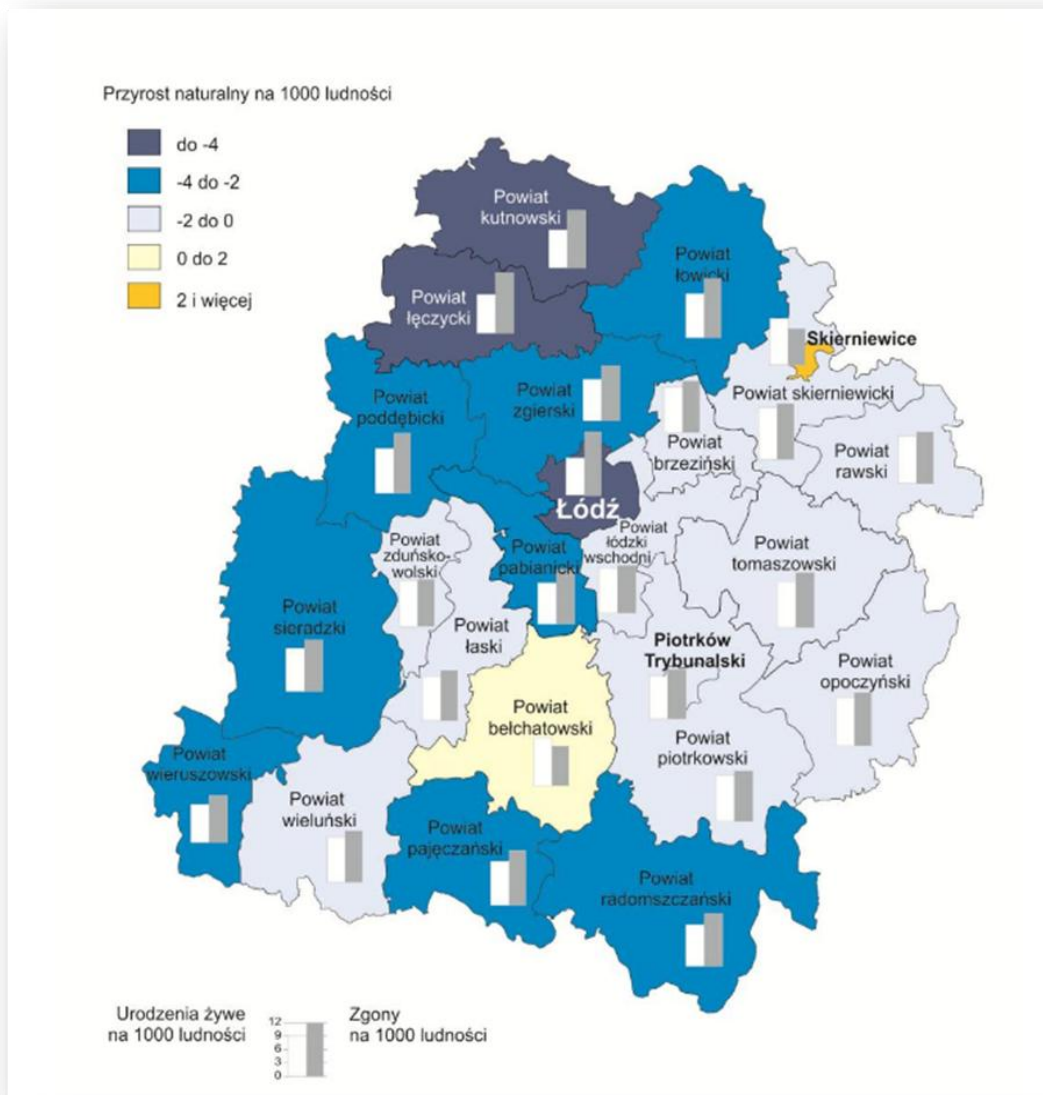 Przyrost naturalny na 1000 ludności
do -4
-4 do -2
-2 do 0
0 do 2
2 i więcej
Powiat
kutnowski
Powiat
łowicki
Powiat
łęczycki
Skierniewice
Powiat skierniewicki
Powiat
zgierski
Powiat
poddębicki
Powiat
brzeziński
Powiat
rawski
Łódź
Powiat
łódzki
wschodni
Powiat
zduńsko-
wolski
Powiat
pabianicki
Powiat
tomaszowski
Powiat
sieradzki
Powiat
łaski
Piotrków
Trybunalski
Powiat
opoczyński
Powiat
bełchatowski
Powiat
piotrkowski
Powiat
wieruszowski
Powiat
wieluński
Powiat
pajęczański
Powiat
radomszczański
Urodzenia żywe
na 1000 ludności
12
9
6
3
0
Zgony
na 1000 ludności